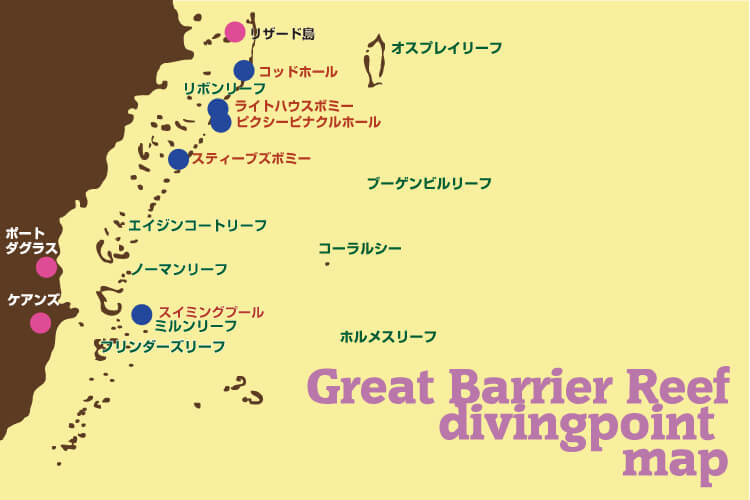 リザード島
オスプレイリーフ
コッドホール
リボンリーフ
ライトハウスボミー
ピクシーピナクルホール
スティーブズボミー
ブーゲンビルリーフ
エイジンコートリーフ
ポート
ダグラス
コーラルシー
ノーマンリーフ
ケアンズ
スイミングプール
ミルンリーフ
ホルメスリーフ
フリンダーズリーフ
Great Barrier Reef
divingpoint
map